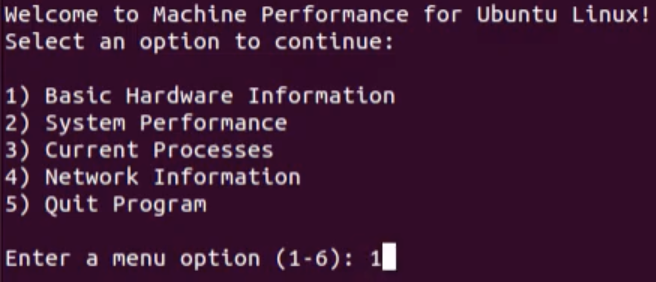 Welcome to Machine Performance for Ubuntu Linux!
Select an option to continue:
1) Basic Hardware Information
2) System Performance
3) Current Processes
4) Network Information
5) Quit Program
Enter a menu option (1-6): 1